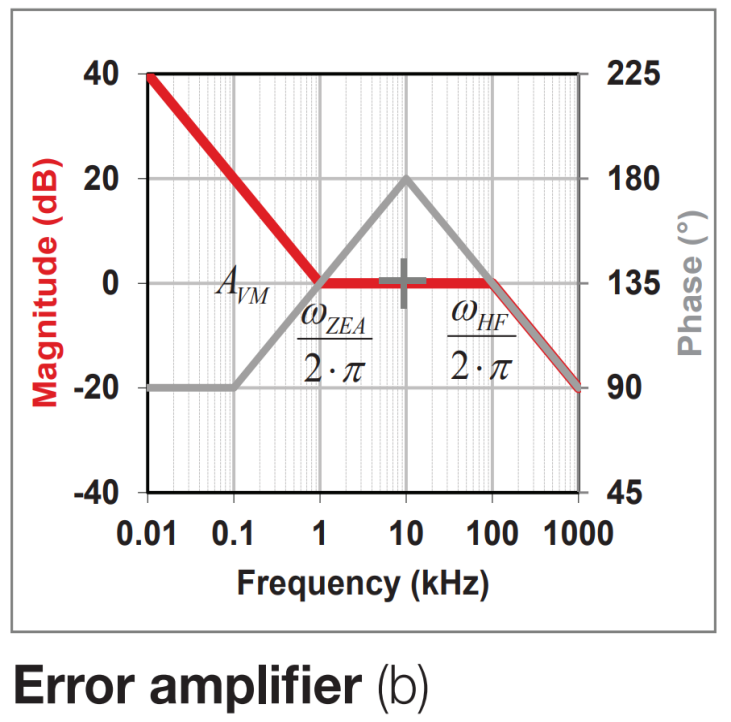 40
20
0
-20
-40
Magnitude (dB)
225
180
135
90
45
Phase (°)
A_VM
ω_ZEA
2·π
ω_HF
2·π
0.01 0.1 1 10 100 1000
Frequency (kHz)
Error amplifier (b)